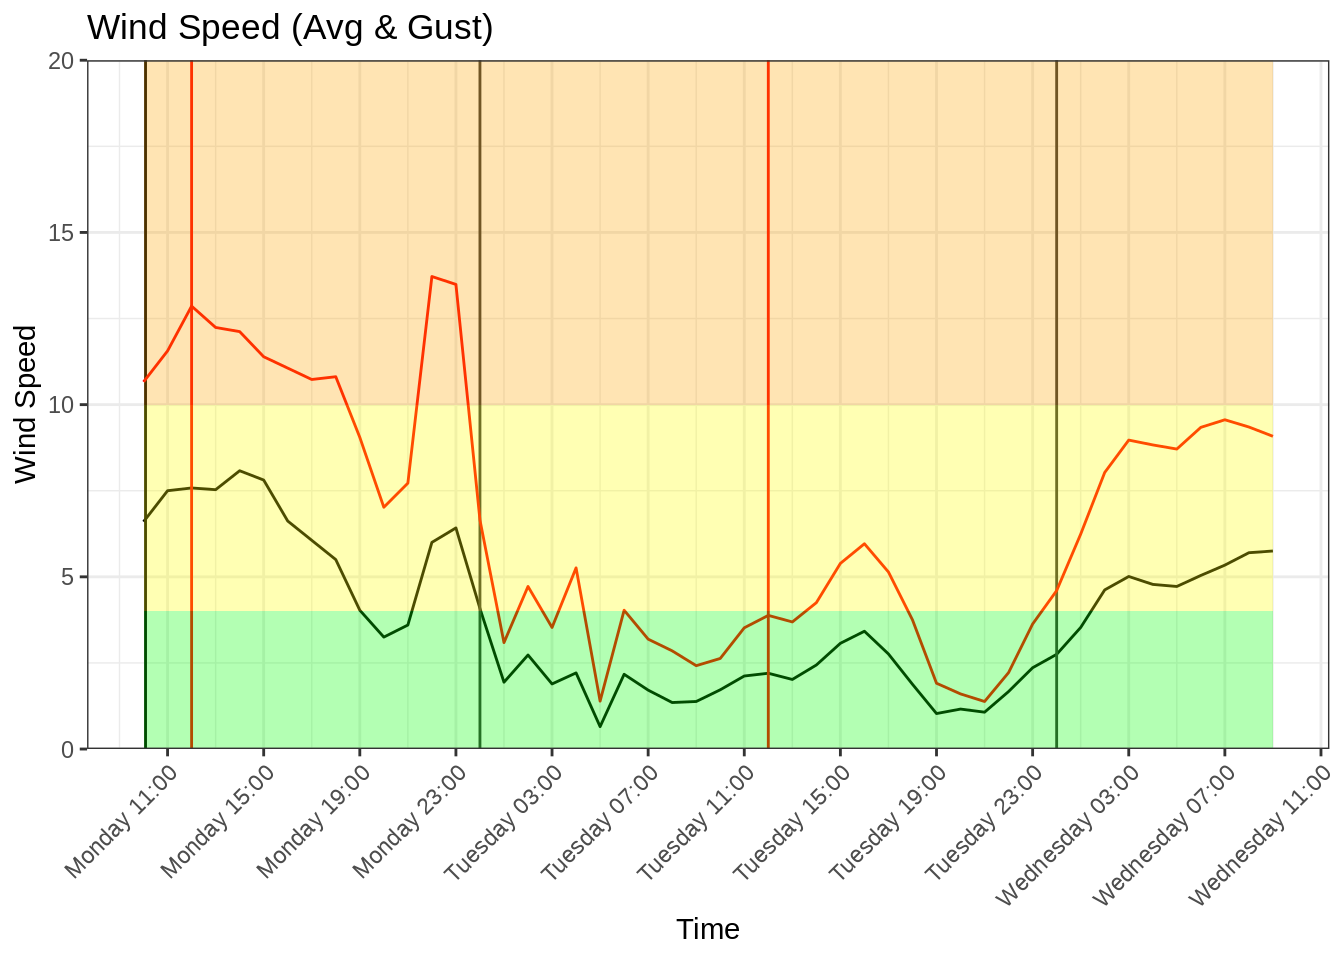 Wind Speed (Avg & Gust)
Wind Speed
20
15
10
5
0
Monday 11:00
Monday 15:00
Monday 19:00
Monday 23:00
Tuesday 03:00
Tuesday 07:00
Tuesday 11:00
Tuesday 15:00
Tuesday 19:00
Tuesday 23:00
Wednesday 03:00
Wednesday 07:00
Wednesday 11:00
Time